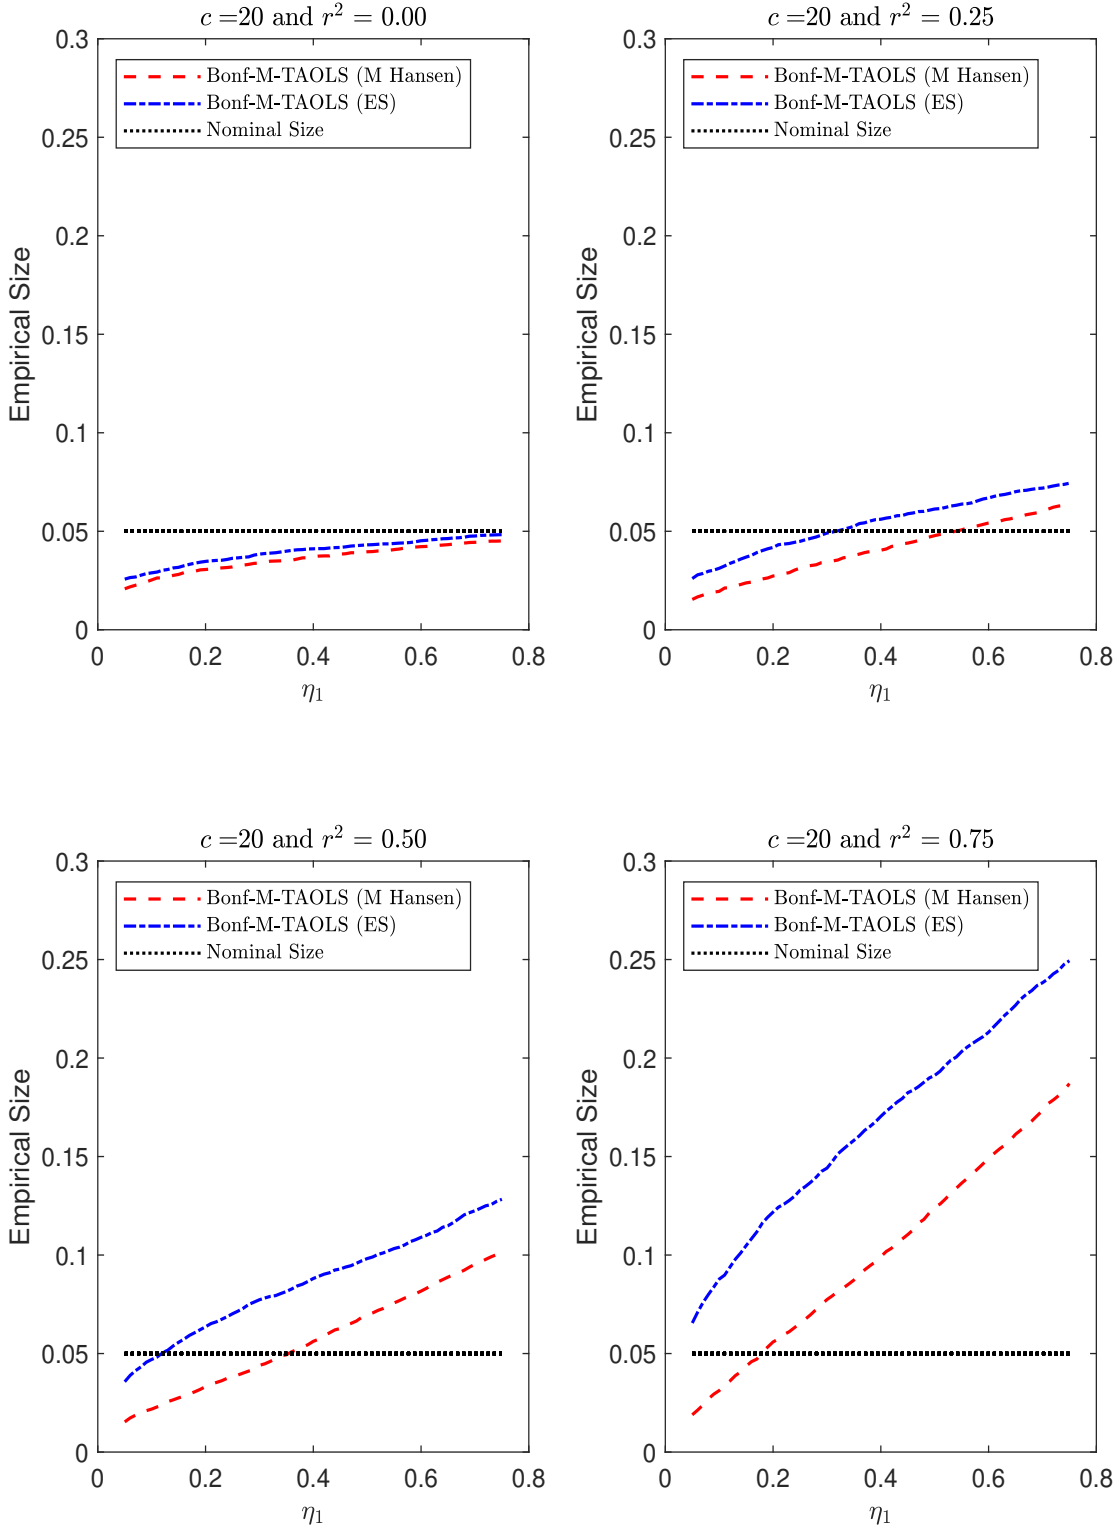 c =20 and r² = 0.00
0.3
0.25
0.2
0.15
0.1
0.05
0
Empirical Size
Bonf-M-TAOLS (M Hansen)
Bonf-M-TAOLS (ES)
Nominal Size
0 0.2 0.4 0.6 0.8
η₁
c =20 and r² = 0.25
0.3
0.25
0.2
0.15
0.1
0.05
0
Empirical Size
Bonf-M-TAOLS (M Hansen)
Bonf-M-TAOLS (ES)
Nominal Size
0 0.2 0.4 0.6 0.8
η₁
c =20 and r² = 0.50
0.3
0.25
0.2
0.15
0.1
0.05
0
Empirical Size
Bonf-M-TAOLS (M Hansen)
Bonf-M-TAOLS (ES)
Nominal Size
0 0.2 0.4 0.6 0.8
η₁
c =20 and r² = 0.75
0.3
0.25
0.2
0.15
0.1
0.05
0
Empirical Size
Bonf-M-TAOLS (M Hansen)
Bonf-M-TAOLS (ES)
Nominal Size
0 0.2 0.4 0.6 0.8
η₁